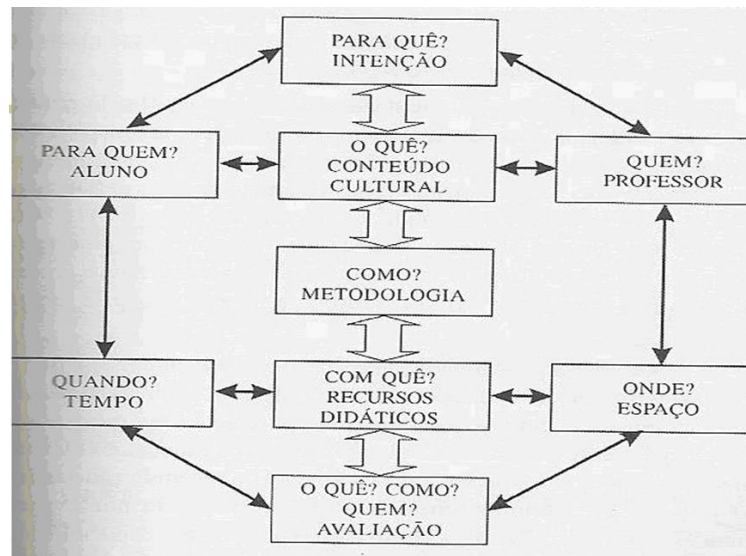 PARA QUÊ?
INTENÇÃO
PARA QUEM?
ALUNO
O QUÊ?
CONTEÚDO
CULTURAL
QUEM?
PROFESSOR
COMO?
METODOLOGIA
QUANDO?
TEMPO
COM QUÊ?
RECURSOS
DIDÁTICOS
ONDE?
ESPAÇO
O QUÊ? COMO?
QUEM?
AVALIAÇÃO